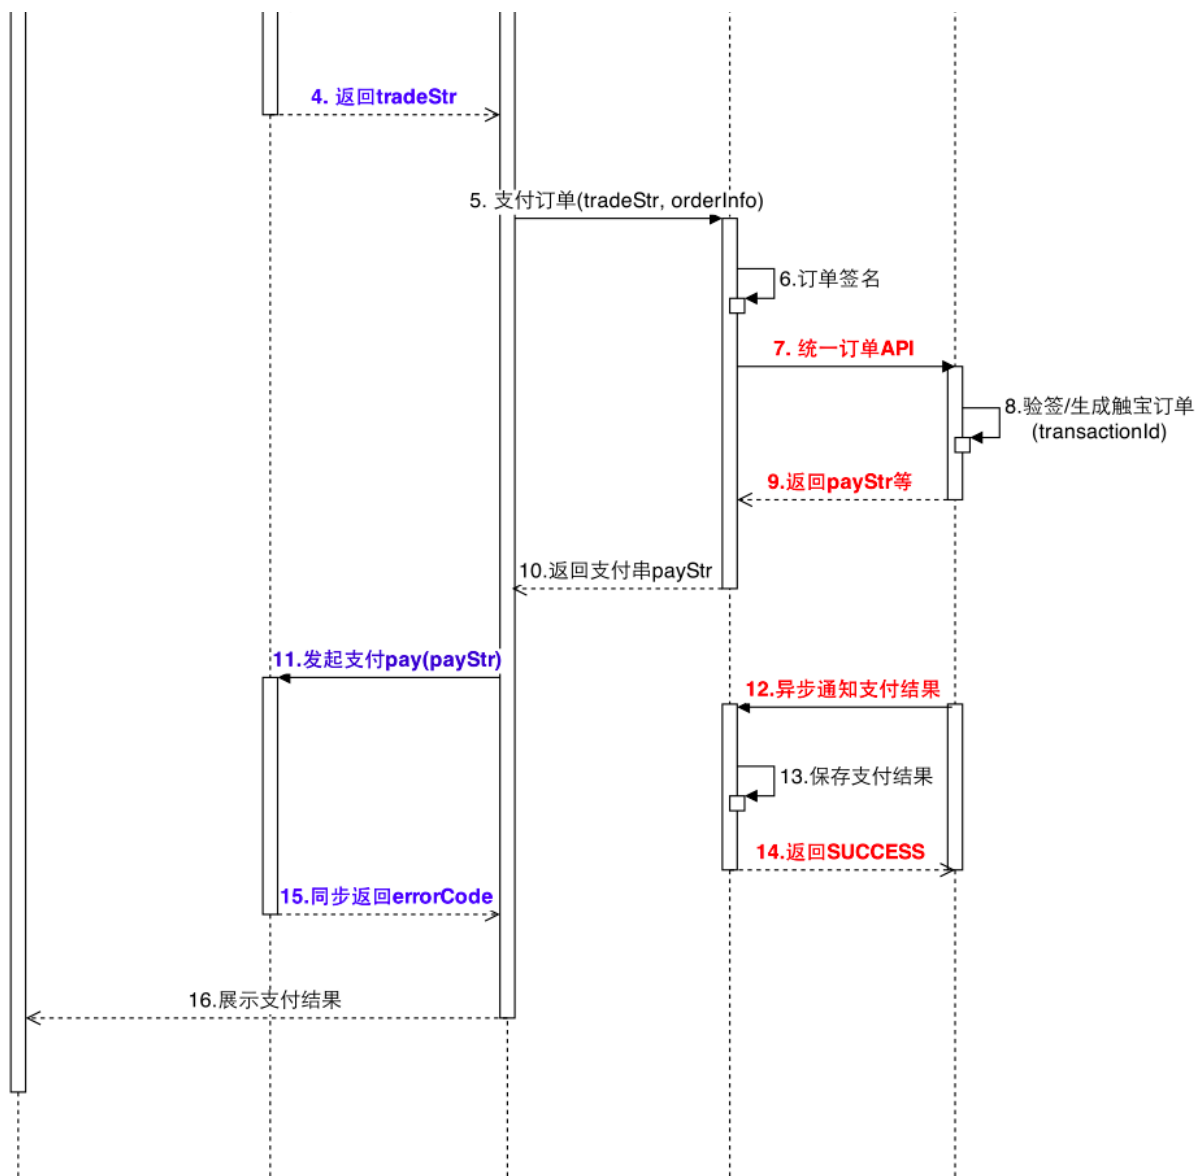 4. 返回tradeStr
5. 支付订单(tradeStr, orderInfo)
6.订单签名
7. 统一订单API
8.验签/生成触宝订单
(transactionId)
9.返回payStr等
10.返回支付串payStr
11.发起支付pay(payStr)
12.异步通知支付结果
13.保存支付结果
14.返回SUCCESS
15.同步返回errorCode
16.展示支付结果